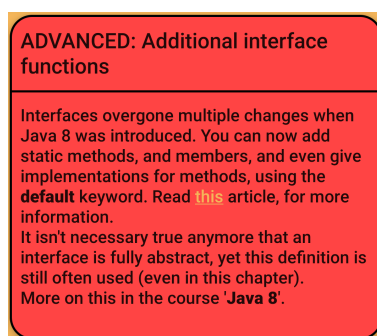 ADVANCED: Additional interface
functions
Interfaces overgone multiple changes when
Java 8 was introduced. You can now add
static methods, and members, and even give
implementations for methods, using the
default keyword. Read this article, for more
information.
It isn't necessary true anymore that an
interface is fully abstract, yet this definition is
still often used (even in this chapter).
More on this in the course 'Java 8'.